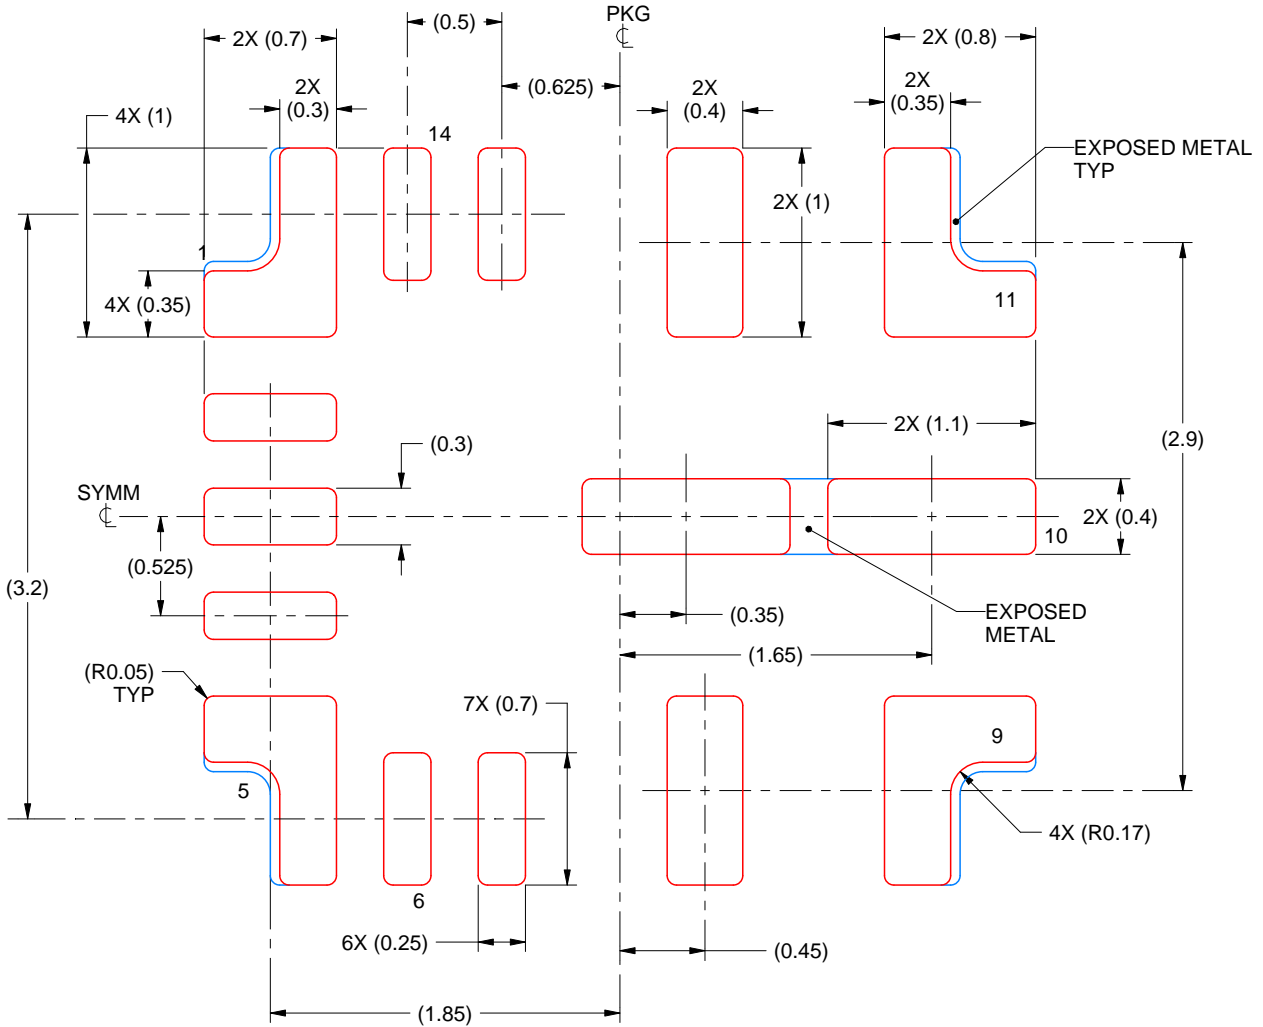 PKG
℄
(0.5)
2X (0.7)
2X (0.8)
2X
(0.3)
(0.625)
2X
(0.4)
2X
(0.35)
4X (1)
14
EXPOSED METAL
TYP
2X (1)
1
4X (0.35)
11
(0.3)
2X (1.1)
(2.9)
SYMM
℄
2X (0.4)
10
(0.525)
(3.2)
(0.35)
EXPOSED
METAL
(1.65)
(R0.05)
TYP
7X (0.7)
9
5
4X (R0.17)
6
6X (0.25)
(0.45)
(1.85)